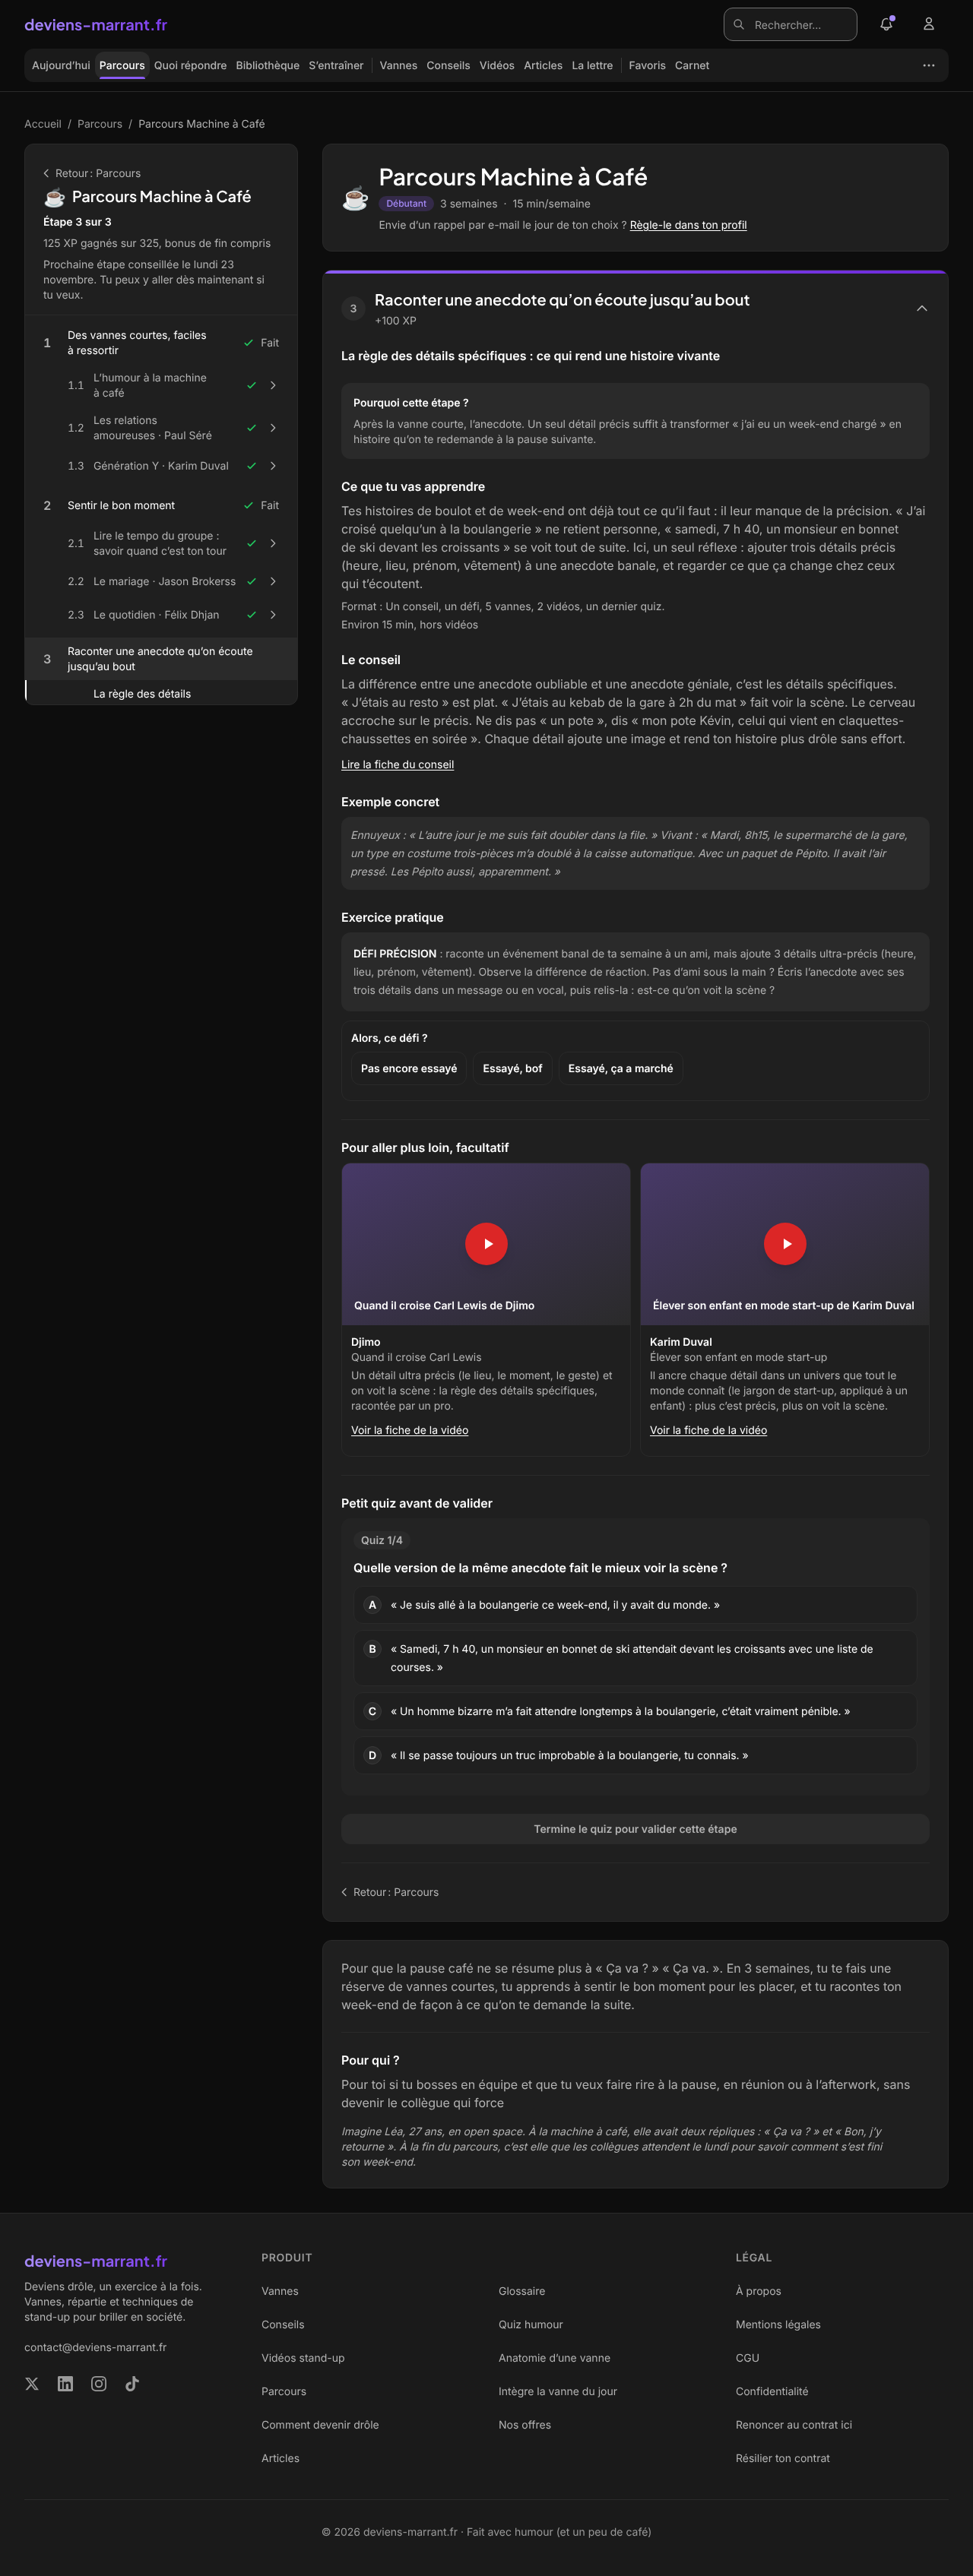 deviens-marrant.fr
Rechercher...
Aujourd’hui Parcours Quoi répondre Bibliothèque S’entraîner Vannes Conseils Vidéos Articles La lettre Favoris Carnet
Accueil / Parcours / Parcours Machine à Café
Retour : Parcours
☕ Parcours Machine à Café
Étape 3 sur 3
125 XP gagnés sur 325, bonus de fin compris
Prochaine étape conseillée le lundi 23
novembre. Tu peux y aller dès maintenant si
tu veux.
1 Des vannes courtes, faciles
à ressortir
Fait
1.1 L’humour à la machine
à café
1.2 Les relations
amoureuses · Paul Séré
1.3 Génération Y · Karim Duval
2 Sentir le bon moment Fait
2.1 Lire le tempo du groupe :
savoir quand c’est ton tour
2.2 Le mariage · Jason Brokerss
2.3 Le quotidien · Félix Dhjan
3 Raconter une anecdote qu’on écoute
jusqu’au bout
La règle des détails
☕ Parcours Machine à Café
Débutant 3 semaines · 15 min/semaine
Envie d’un rappel par e-mail le jour de ton choix ? Règle-le dans ton profil
3 Raconter une anecdote qu’on écoute jusqu’au bout
+100 XP
La règle des détails spécifiques : ce qui rend une histoire vivante
Pourquoi cette étape ?
Après la vanne courte, l’anecdote. Un seul détail précis suffit à transformer « j’ai eu un week-end chargé » en
histoire qu’on te redemande à la pause suivante.
Ce que tu vas apprendre
Tes histoires de boulot et de week-end ont déjà tout ce qu’il faut : il leur manque de la précision. « J’ai
croisé quelqu’un à la boulangerie » ne retient personne, « samedi, 7 h 40, un monsieur en bonnet
de ski devant les croissants » se voit tout de suite. Ici, un seul réflexe : ajouter trois détails précis
(heure, lieu, prénom, vêtement) à une anecdote banale, et regarder ce que ça change chez ceux
qui t’écoutent.
Format : Un conseil, un défi, 5 vannes, 2 vidéos, un dernier quiz.
Environ 15 min, hors vidéos
Le conseil
La différence entre une anecdote oubliable et une anecdote géniale, c’est les détails spécifiques.
« J’étais au resto » est plat. « J’étais au kebab de la gare à 2h du mat » fait voir la scène. Le cerveau
accroche sur le précis. Ne dis pas « un pote », dis « mon pote Kévin, celui qui vient en claquettes-
chaussettes en soirée ». Chaque détail ajoute une image et rend ton histoire plus drôle sans effort.
Lire la fiche du conseil
Exemple concret
Ennuyeux : « L’autre jour je me suis fait doubler dans la file. » Vivant : « Mardi, 8h15, le supermarché de la gare,
un type en costume trois-pièces m’a doublé à la caisse automatique. Avec un paquet de Pépito. Il avait l’air
pressé. Les Pépito aussi, apparemment. »
Exercice pratique
DÉFI PRÉCISION : raconte un événement banal de ta semaine à un ami, mais ajoute 3 détails ultra-précis (heure,
lieu, prénom, vêtement). Observe la différence de réaction. Pas d’ami sous la main ? Écris l’anecdote avec ses
trois détails dans un message ou en vocal, puis relis-la : est-ce qu’on voit la scène ?
Alors, ce défi ?
Pas encore essayé Essayé, bof Essayé, ça a marché
Pour aller plus loin, facultatif
Quand il croise Carl Lewis de Djimo
Djimo
Quand il croise Carl Lewis
Un détail ultra précis (le lieu, le moment, le geste) et
on voit la scène : la règle des détails spécifiques,
racontée par un pro.
Voir la fiche de la vidéo
Élever son enfant en mode start-up de Karim Duval
Karim Duval
Élever son enfant en mode start-up
Il ancre chaque détail dans un univers que tout le
monde connaît (le jargon de start-up, appliqué à un
enfant) : plus c’est précis, plus on voit la scène.
Voir la fiche de la vidéo
Petit quiz avant de valider
Quiz 1/4
Quelle version de la même anecdote fait le mieux voir la scène ?
A « Je suis allé à la boulangerie ce week-end, il y avait du monde. »
B « Samedi, 7 h 40, un monsieur en bonnet de ski attendait devant les croissants avec une liste de
courses. »
C « Un homme bizarre m’a fait attendre longtemps à la boulangerie, c’était vraiment pénible. »
D « Il se passe toujours un truc improbable à la boulangerie, tu connais. »
Termine le quiz pour valider cette étape
Retour : Parcours
Pour que la pause café ne se résume plus à « Ça va ? » « Ça va. ». En 3 semaines, tu te fais une
réserve de vannes courtes, tu apprends à sentir le bon moment pour les placer, et tu racontes ton
week-end de façon à ce qu’on te demande la suite.
Pour qui ?
Pour toi si tu bosses en équipe et que tu veux faire rire à la pause, en réunion ou à l’afterwork, sans
devenir le collègue qui force
Imagine Léa, 27 ans, en open space. À la machine à café, elle avait deux répliques : « Ça va ? » et « Bon, j’y
retourne ». À la fin du parcours, c’est elle que les collègues attendent le lundi pour savoir comment s’est fini
son week-end.
deviens-marrant.fr
Deviens drôle, un exercice à la fois.
Vannes, répartie et techniques de
stand-up pour briller en société.
contact@deviens-marrant.fr
PRODUIT
Vannes
Conseils
Vidéos stand-up
Parcours
Comment devenir drôle
Articles
Glossaire
Quiz humour
Anatomie d’une vanne
Intègre la vanne du jour
Nos offres
LÉGAL
À propos
Mentions légales
CGU
Confidentialité
Renoncer au contrat ici
Résilier ton contrat
© 2026 deviens-marrant.fr · Fait avec humour (et un peu de café)